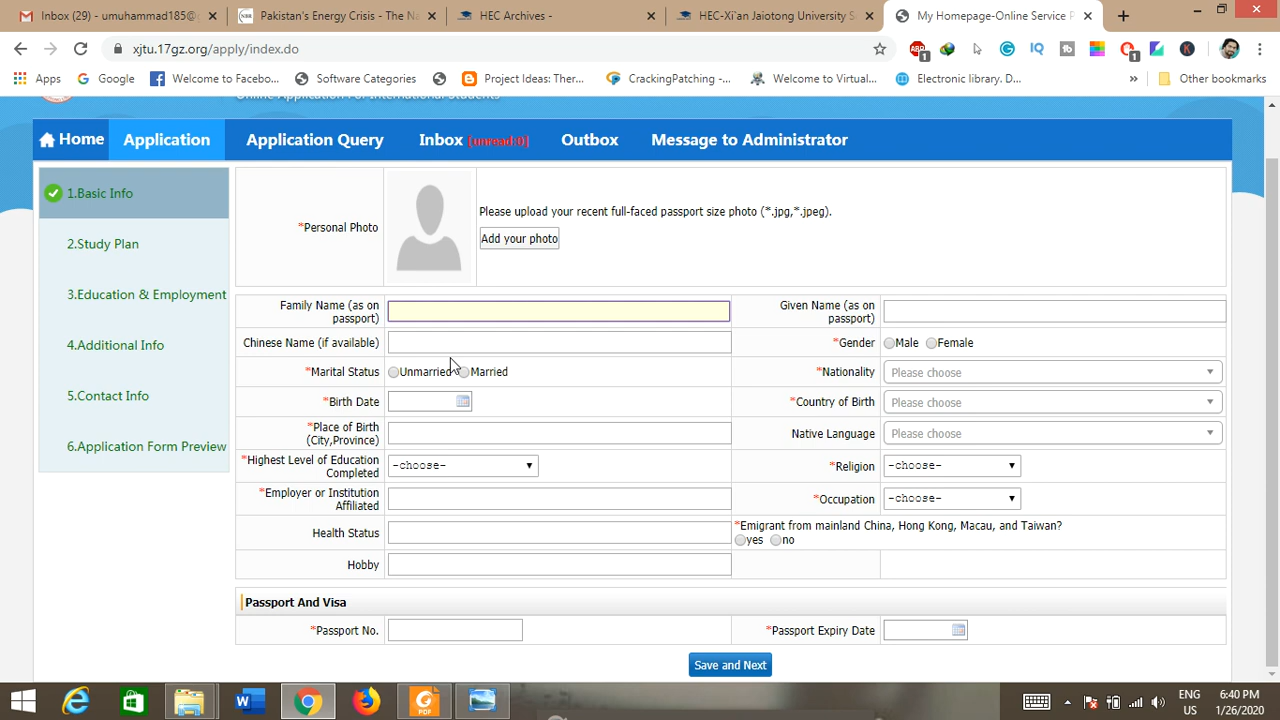 Inbox (29) - umuhammad185@g
Pakistan's Energy Crisis - The Na
HEC Archives -
HEC-Xi'an Jaiotong University S
My Homepage-Online Service P
xjtu.17gz.org/apply/index.do
Apps
Google
Welcome to Facebo...
Software Categories
Project Ideas: Ther...
CrackingPatching -...
Welcome to Virtual...
Electronic library. D...
»
Other bookmarks
Online Application For International Students
Home
Application
Application Query
Inbox [unread:0]
Outbox
Message to Administrator
1.Basic Info
2.Study Plan
3.Education & Employment
4.Additional Info
5.Contact Info
6.Application Form Preview
*Personal Photo
Please upload your recent full-faced passport size photo (*.jpg,*.jpeg).
Add your photo
Family Name (as on
passport)
Given Name (as on
passport)
Chinese Name (if available)
*Gender
Male
Female
*Marital Status
Unmarried
Married
*Nationality
Please choose
*Birth Date
*Country of Birth
Please choose
*Place of Birth
(City,Province)
Native Language
Please choose
*Highest Level of Education
Completed
-choose-
*Religion
-choose-
*Employer or Institution
Affiliated
*Occupation
-choose-
Health Status
*Emigrant from mainland China, Hong Kong, Macau, and Taiwan?
yes
no
Hobby
Passport And Visa
*Passport No.
*Passport Expiry Date
Save and Next
ENG
US
6:40 PM
1/26/2020